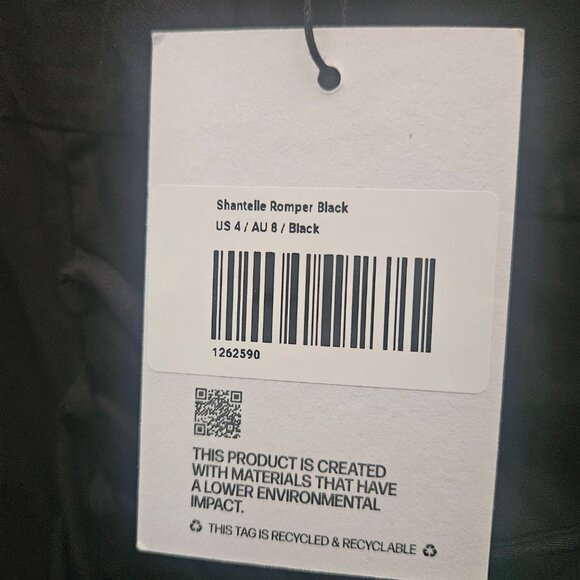 Shantelle Romper Black
US 4 / AU 8 / Black
1262590
THIS PRODUCT IS CREATED
WITH MATERIALS THAT HAVE
A LOWER ENVIRONMENTAL
IMPACT.
THIS TAG IS RECYCLED & RECYCLABLE